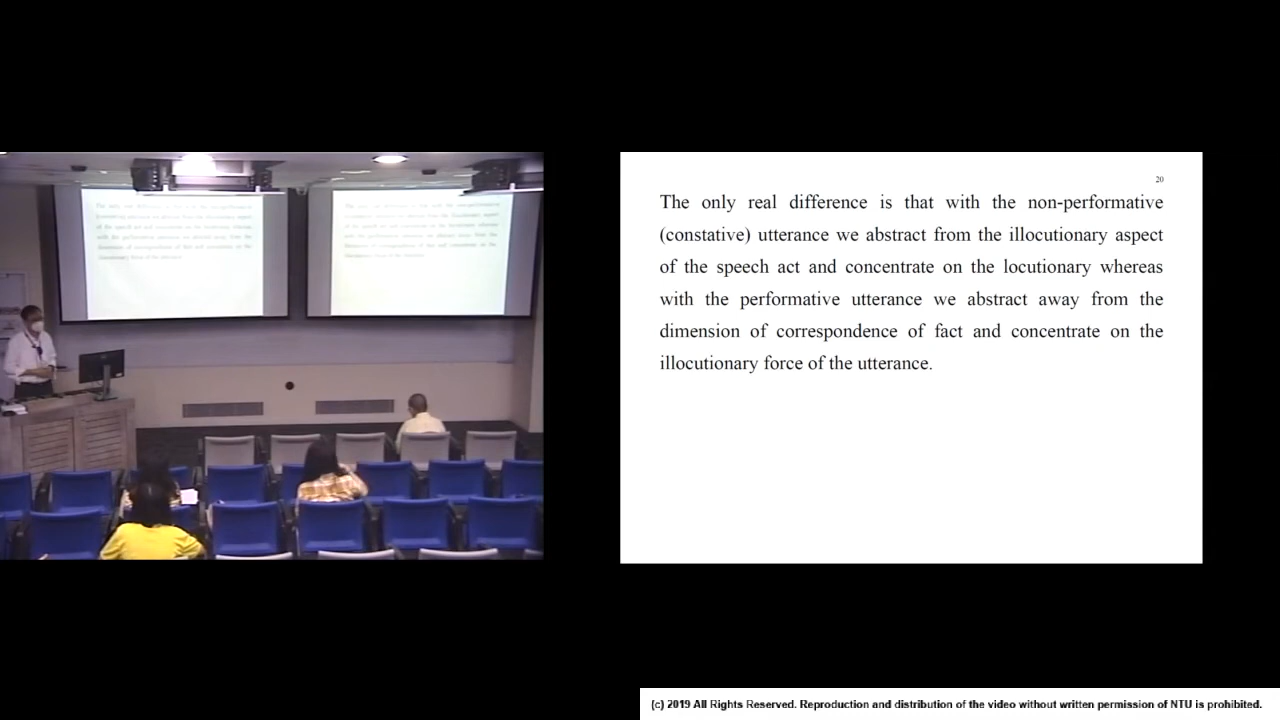 20
The only real difference is that with the non-performative
(constative) utterance we abstract from the illocutionary aspect
of the speech act and concentrate on the locutionary whereas
with the performative utterance we abstract away from the
dimension of correspondence of fact and concentrate on the
illocutionary force of the utterance.
(c) 2019 All Rights Reserved. Reproduction and distribution of the video without written permission of NTU is prohibited.